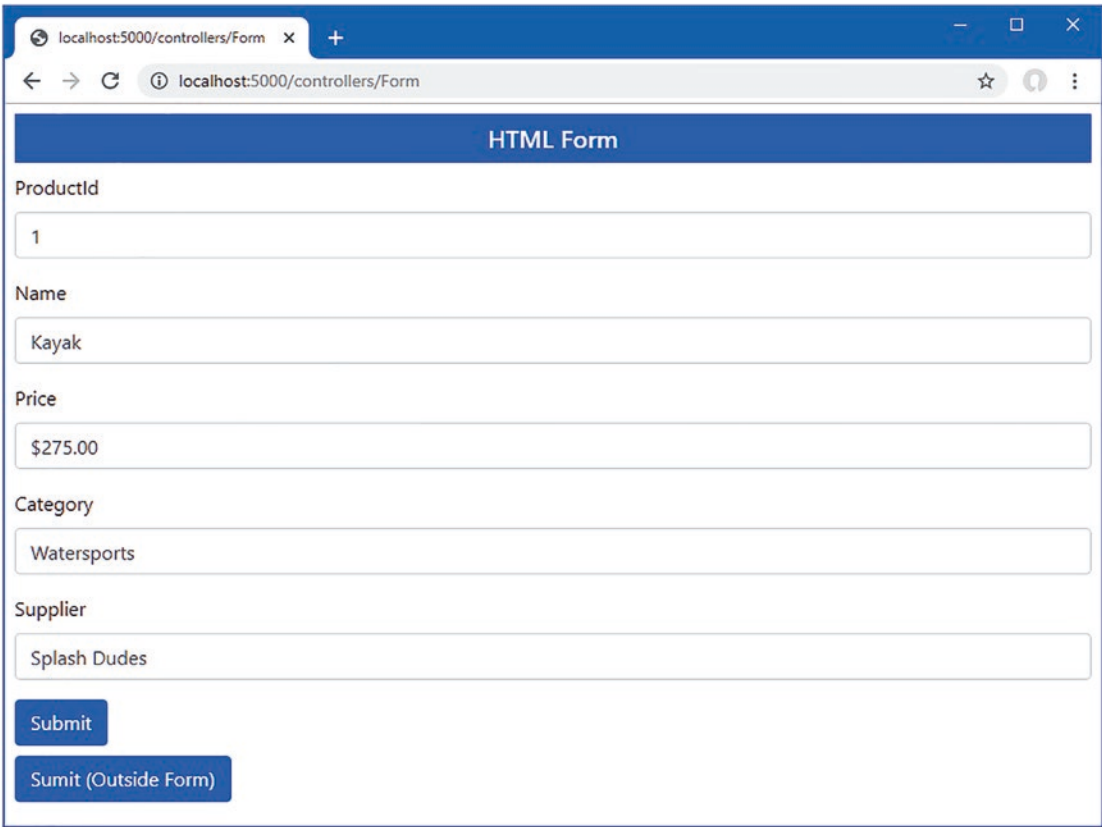 localhost:5000/controllers/Form
localhost:5000/controllers/Form
HTML Form
ProductId
1
Name
Kayak
Price
$275.00
Category
Watersports
Supplier
Splash Dudes
Submit
Sumit (Outside Form)